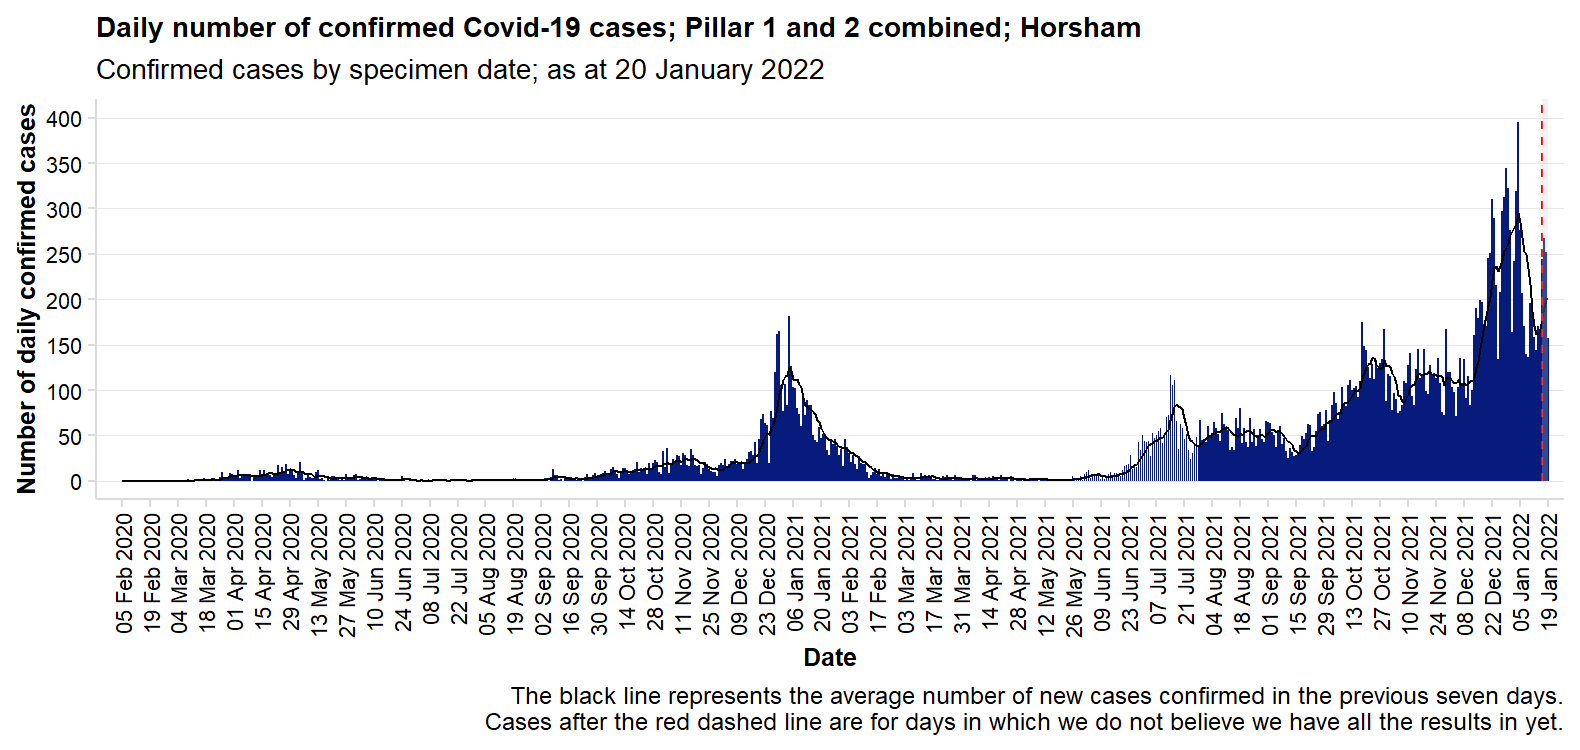 Daily number of confirmed Covid-19 cases; Pillar 1 and 2 combined; Horsham
Confirmed cases by specimen date; as at 20 January 2022
Number of daily confirmed cases
400
350
300
250
200
150
100
50
0
05 Feb 2020
19 Feb 2020
04 Mar 2020
18 Mar 2020
01 Apr 2020
15 Apr 2020
29 Apr 2020
13 May 2020
27 May 2020
10 Jun 2020
24 Jun 2020
08 Jul 2020
22 Jul 2020
05 Aug 2020
19 Aug 2020
02 Sep 2020
16 Sep 2020
30 Sep 2020
14 Oct 2020
28 Oct 2020
11 Nov 2020
25 Nov 2020
09 Dec 2020
23 Dec 2020
06 Jan 2021
20 Jan 2021
03 Feb 2021
17 Feb 2021
03 Mar 2021
17 Mar 2021
31 Mar 2021
14 Apr 2021
28 Apr 2021
12 May 2021
26 May 2021
09 Jun 2021
23 Jun 2021
07 Jul 2021
21 Jul 2021
04 Aug 2021
18 Aug 2021
01 Sep 2021
15 Sep 2021
29 Sep 2021
13 Oct 2021
27 Oct 2021
10 Nov 2021
24 Nov 2021
08 Dec 2021
22 Dec 2021
05 Jan 2022
19 Jan 2022
Date
The black line represents the average number of new cases confirmed in the previous seven days.
Cases after the red dashed line are for days in which we do not believe we have all the results in yet.